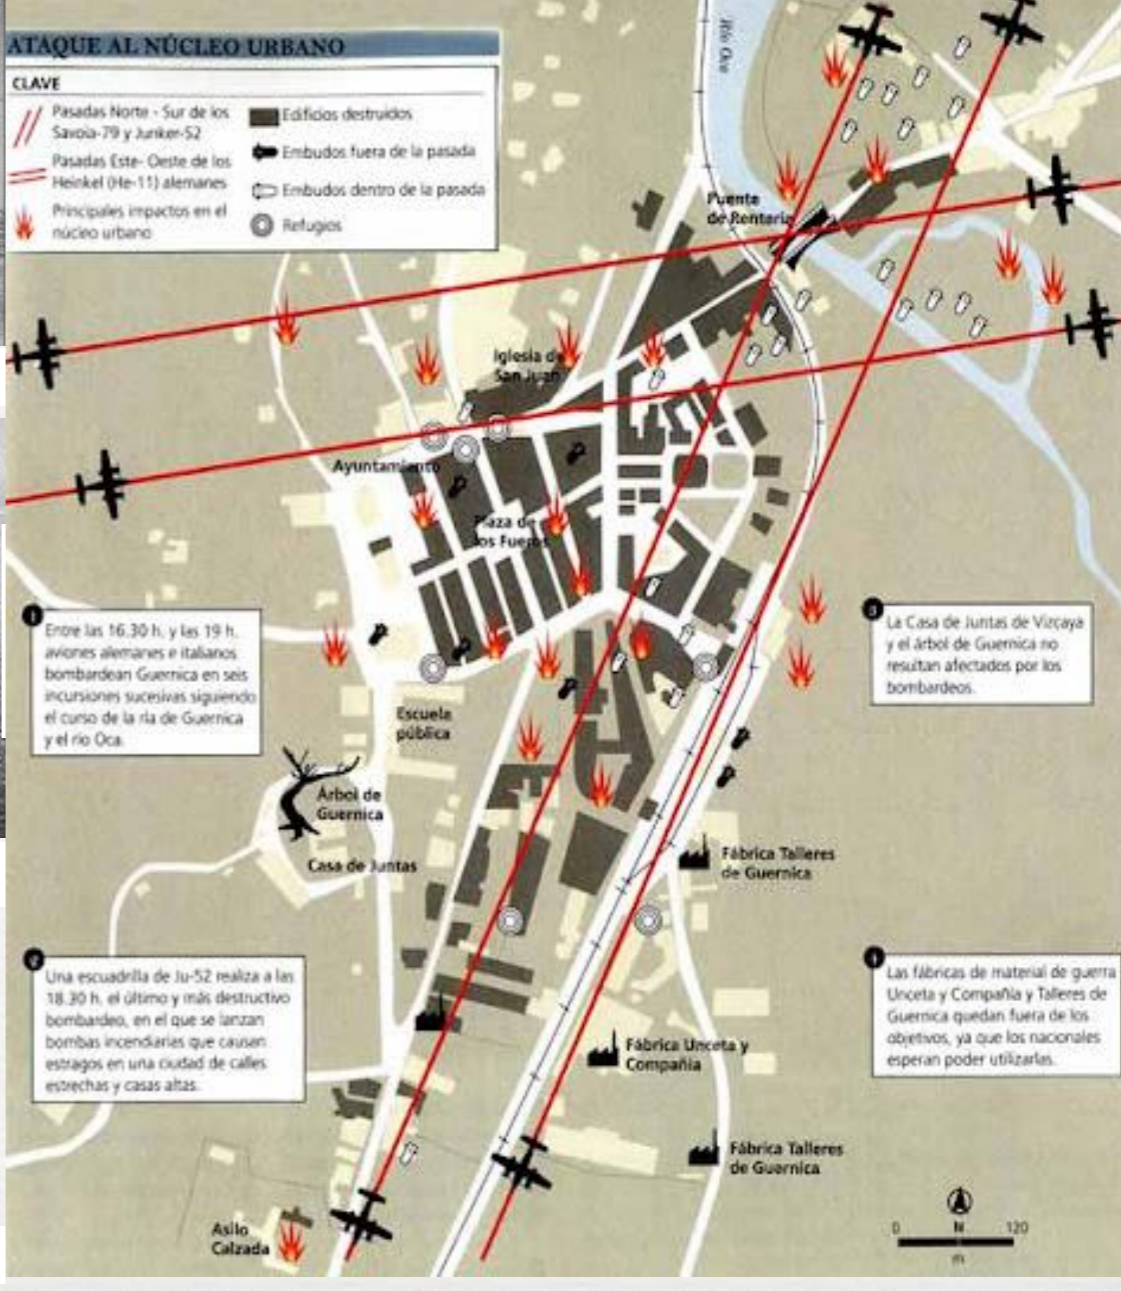 ATAQUE AL NÚCLEO URBANO
CLAVE
Pasadas Norte - Sur de los
Savoia-79 y Junker-52
Pasadas Este- Oeste de los
Heinkel (He-11) alemanes
Principales impactos en el
núcleo urbano
Edificios destruidos
Embudos fuera de la pasada
Embudos dentro de la pasada
Refugios
Río Oca
Puente
de Rentería
Iglesia de
San Juan
Ayuntamiento
Plaza de
los Fueros
1
Entre las 16.30 h. y las 19 h.
aviones alemanes e italianos
bombardean Guernica en seis
incursiones sucesivas siguiendo
el curso de la ría de Guernica
y el río Oca.
3
La Casa de Juntas de Vizcaya
y el árbol de Guernica no
resultan afectados por los
bombardeos.
Escuela
pública
Árbol de
Guernica
Casa de Juntas
Fábrica Talleres
de Guernica
2
Una escuadrilla de Ju-52 realiza a las
18.30 h. el último y más destructivo
bombardeo, en el que se lanzan
bombas incendiarias que causan
estragos en una ciudad de calles
estrechas y casas altas.
4
Las fábricas de material de guerra
Unceta y Compañía y Talleres de
Guernica quedan fuera de los
objetivos, ya que los nacionales
esperan poder utilizarlas.
Fábrica Unceta y
Compañía
Fábrica Talleres
de Guernica
Asilo
Calzada
0 N 120
m